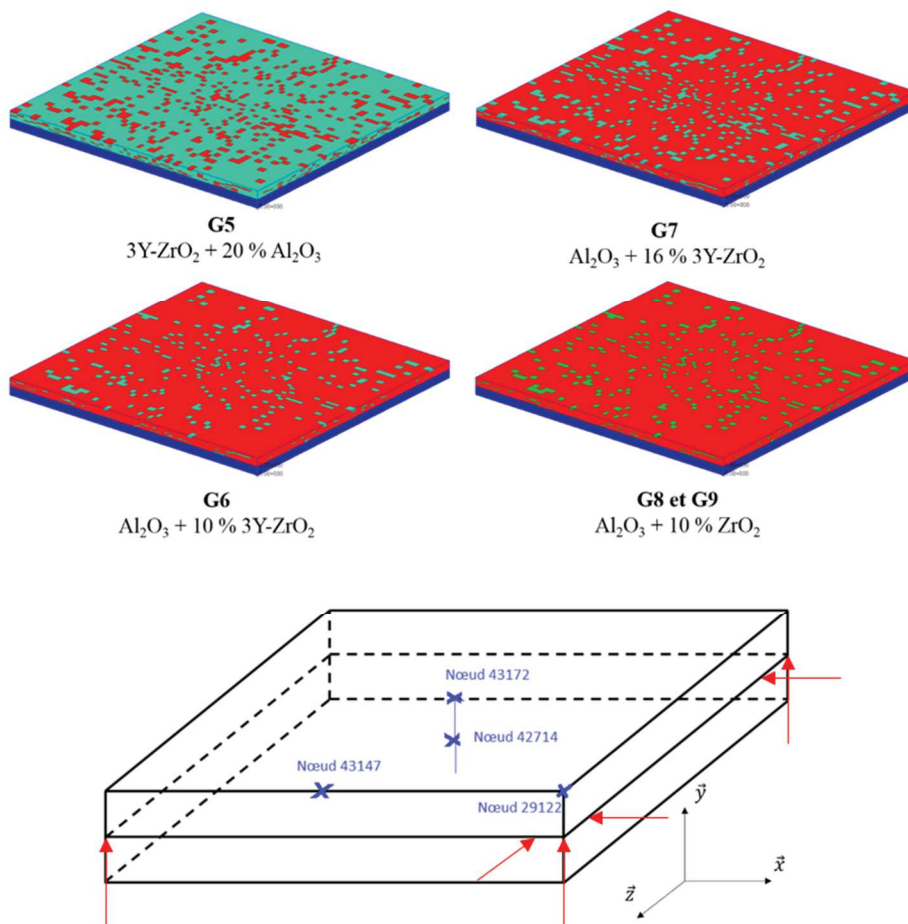 G5
3Y-ZrO₂ + 20 % Al₂O₃
G7
Al₂O₃ + 16 % 3Y-ZrO₂
G6
Al₂O₃ + 10 % 3Y-ZrO₂
G8 et G9
Al₂O₃ + 10 % ZrO₂
Nœud 43172
Nœud 42714
Nœud 43147
Nœud 29122
y
x
z